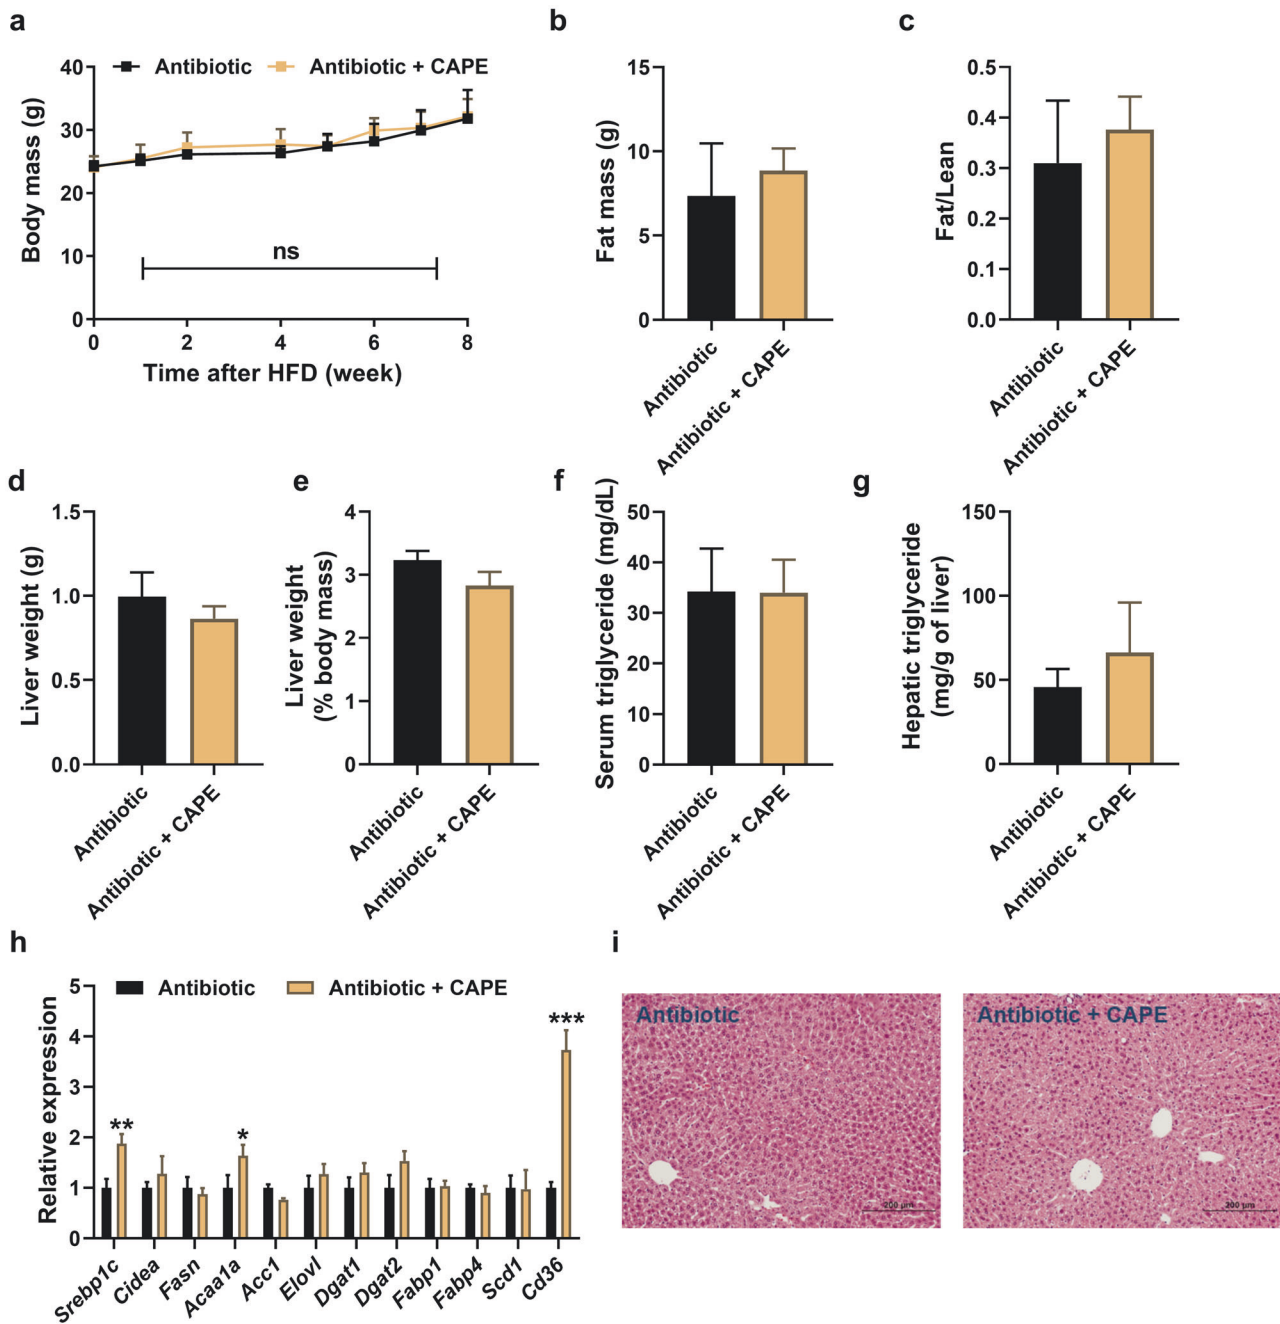 a
Antibiotic
Antibiotic + CAPE
Body mass (g)
40
30
20
10
0
ns
0 2 4 6 8
Time after HFD (week)
b
Fat mass (g)
15
10
5
0
Antibiotic
Antibiotic + CAPE
c
Fat/Lean
0.5
0.4
0.3
0.2
0.1
0.0
Antibiotic
Antibiotic + CAPE
d
Liver weight (g)
1.5
1.0
0.5
0.0
Antibiotic
Antibiotic + CAPE
e
Liver weight
(% body mass)
4
3
2
1
0
Antibiotic
Antibiotic + CAPE
f
Serum triglyceride (mg/dL)
50
40
30
20
10
0
Antibiotic
Antibiotic + CAPE
g
Hepatic triglyceride
(mg/g of liver)
150
100
50
0
Antibiotic
Antibiotic + CAPE
h
Antibiotic
Antibiotic + CAPE
Relative expression
5
4
3
2
1
0
**
*
***
Srebp1c
Cidea
Fasn
Acaa1a
Acc1
Elovl
Dgat1
Dgat2
Fabp1
Fabp4
Scd1
Cd36
i
Antibiotic
200 µm
Antibiotic + CAPE
200 µm